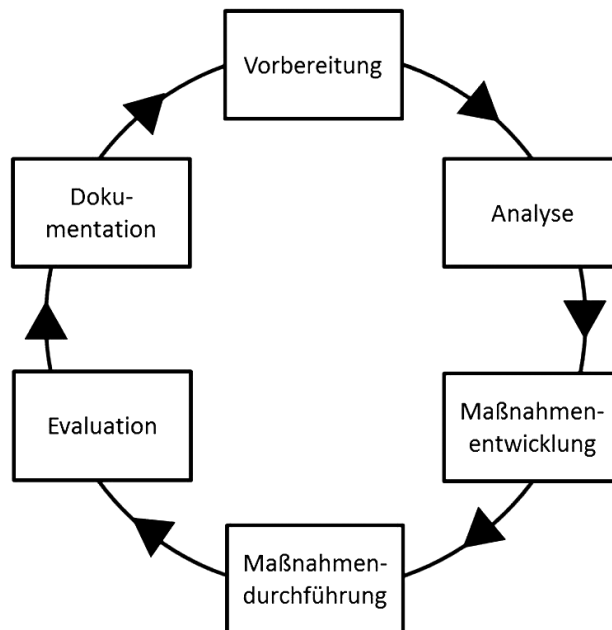 Vorbereitung
Analyse
Maßnahmen-
entwicklung
Maßnahmen-
durchführung
Evaluation
Doku-
mentation